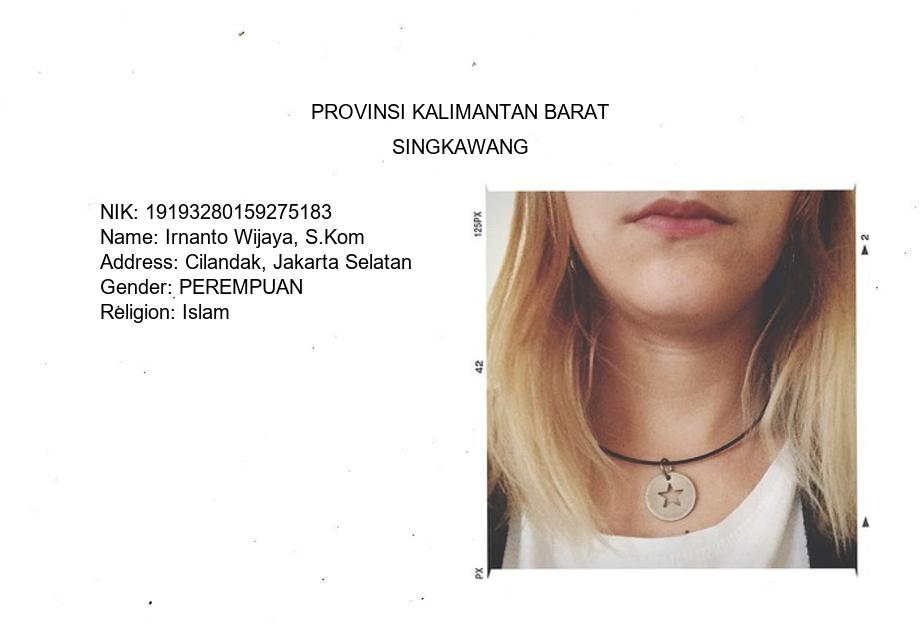 PROVINSI KALIMANTAN BARAT
SINGKAWANG
NIK: 19193280159275183
Name: Irnanto Wijaya, S.Kom
Address: Cilandak, Jakarta Selatan
Gender: PEREMPUAN
Religion: Islam
125PX
42
PX
2